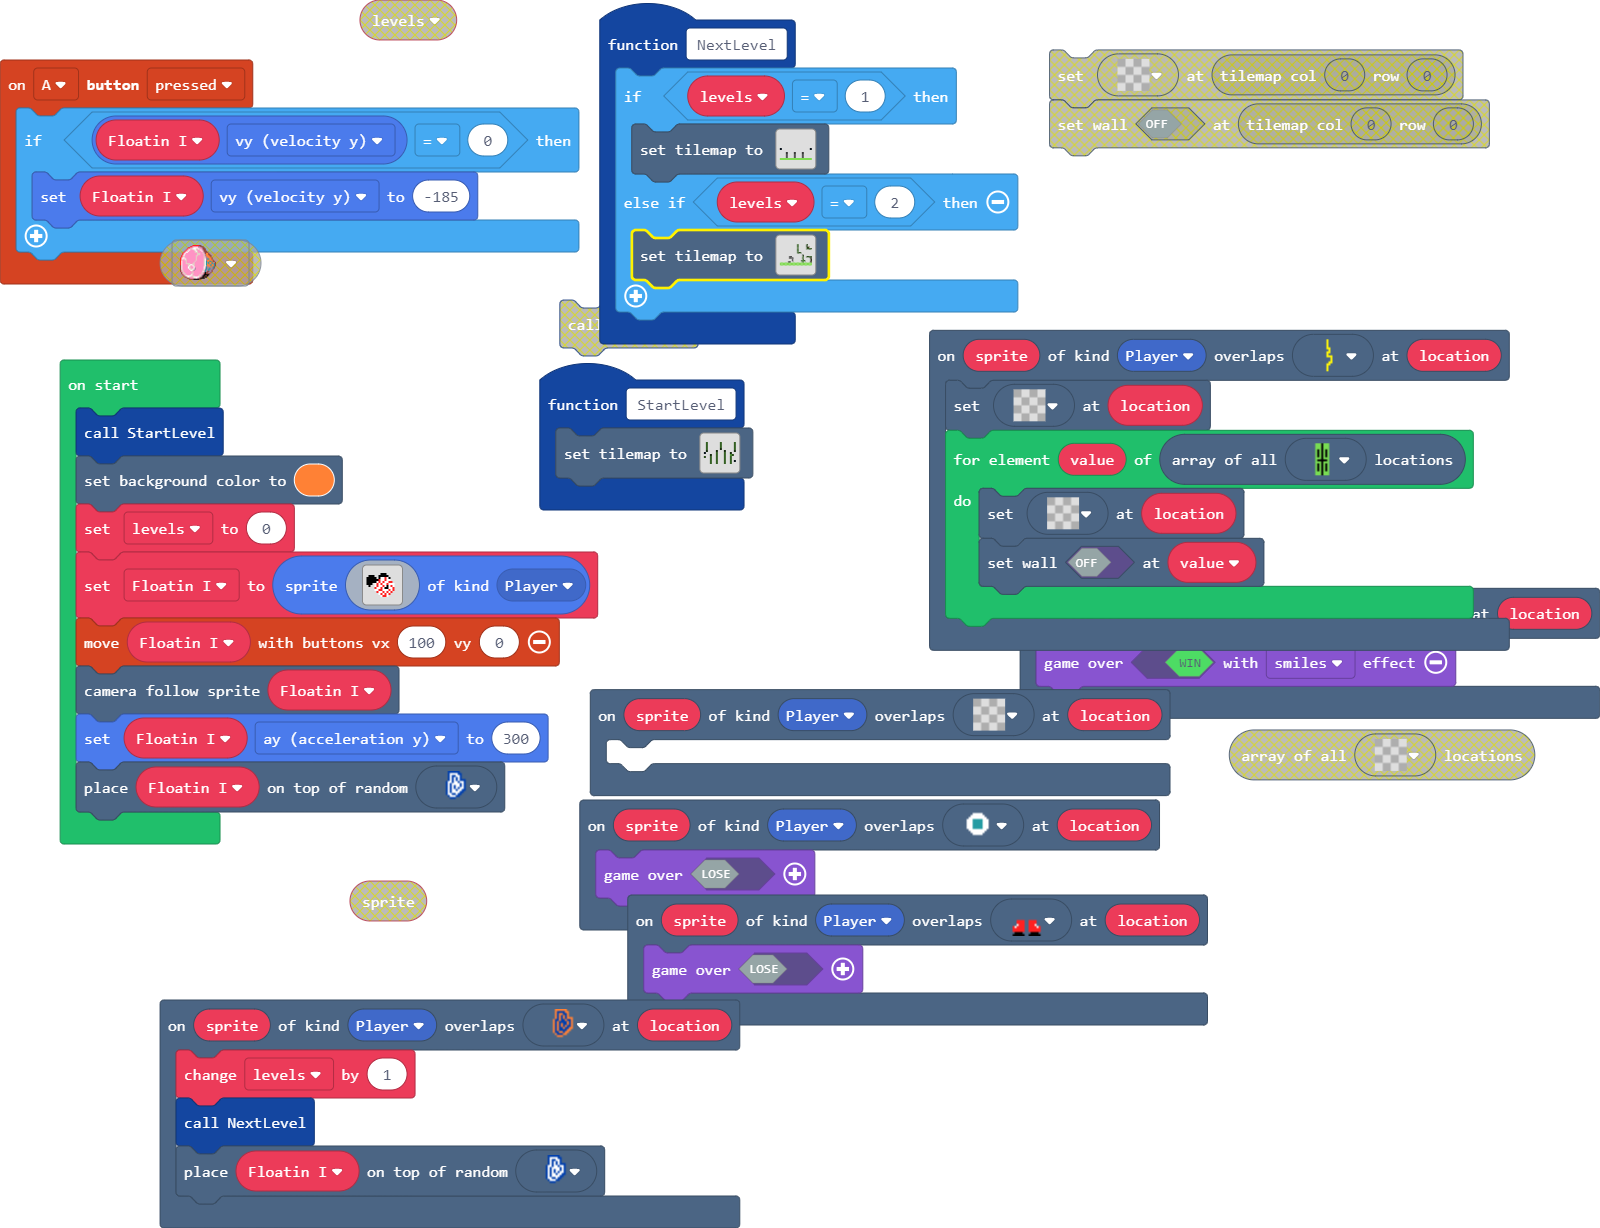 levels
on A button pressed
if Floatin I vy (velocity y) = 0 then
set Floatin I vy (velocity y) to -185
function NextLevel
if levels = 1 then
set tilemap to
else if levels = 2 then
set tilemap to
call
set at tilemap col 0 row 0
set wall OFF at tilemap col 0 row 0
on start
call StartLevel
set background color to
set levels to 0
set Floatin I to sprite of kind Player
move Floatin I with buttons vx 100 vy 0
camera follow sprite Floatin I
set Floatin I ay (acceleration y) to 300
place Floatin I on top of random
function StartLevel
set tilemap to
on sprite of kind Player overlaps at location
set at location
for element value of array of all locations
do
set at location
set wall OFF at value
at location
game over WIN with smiles effect
on sprite of kind Player overlaps at location
array of all locations
on sprite of kind Player overlaps at location
game over LOSE
sprite
on sprite of kind Player overlaps at location
game over LOSE
on sprite of kind Player overlaps at location
change levels by 1
call NextLevel
place Floatin I on top of random